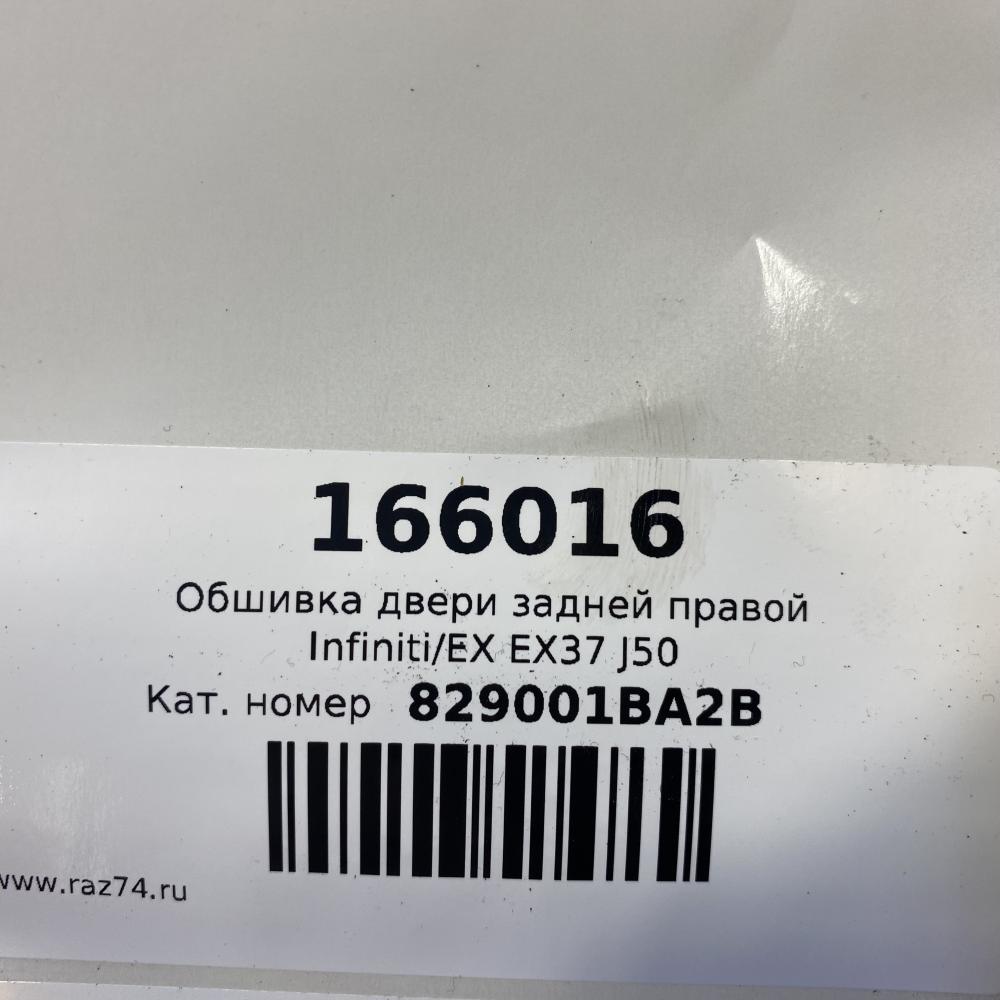 166016
Обшивка двери задней правой
Infiniti/EX EX37 J50
Кат. номер 829001BA2B
www.raz74.ru